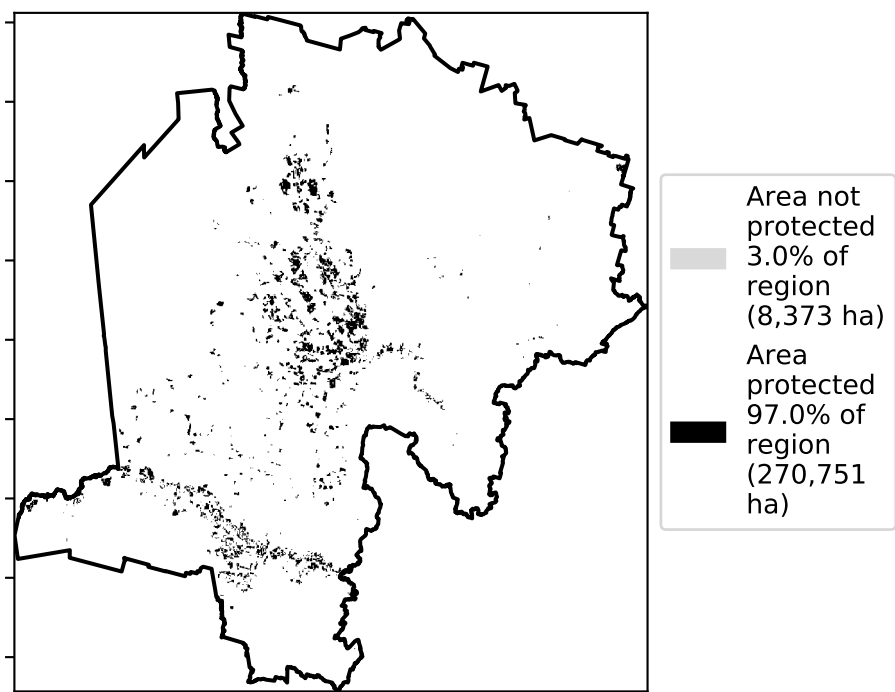 Area not
protected
3.0% of
region
(8,373 ha)
Area
protected
97.0% of
region
(270,751
ha)